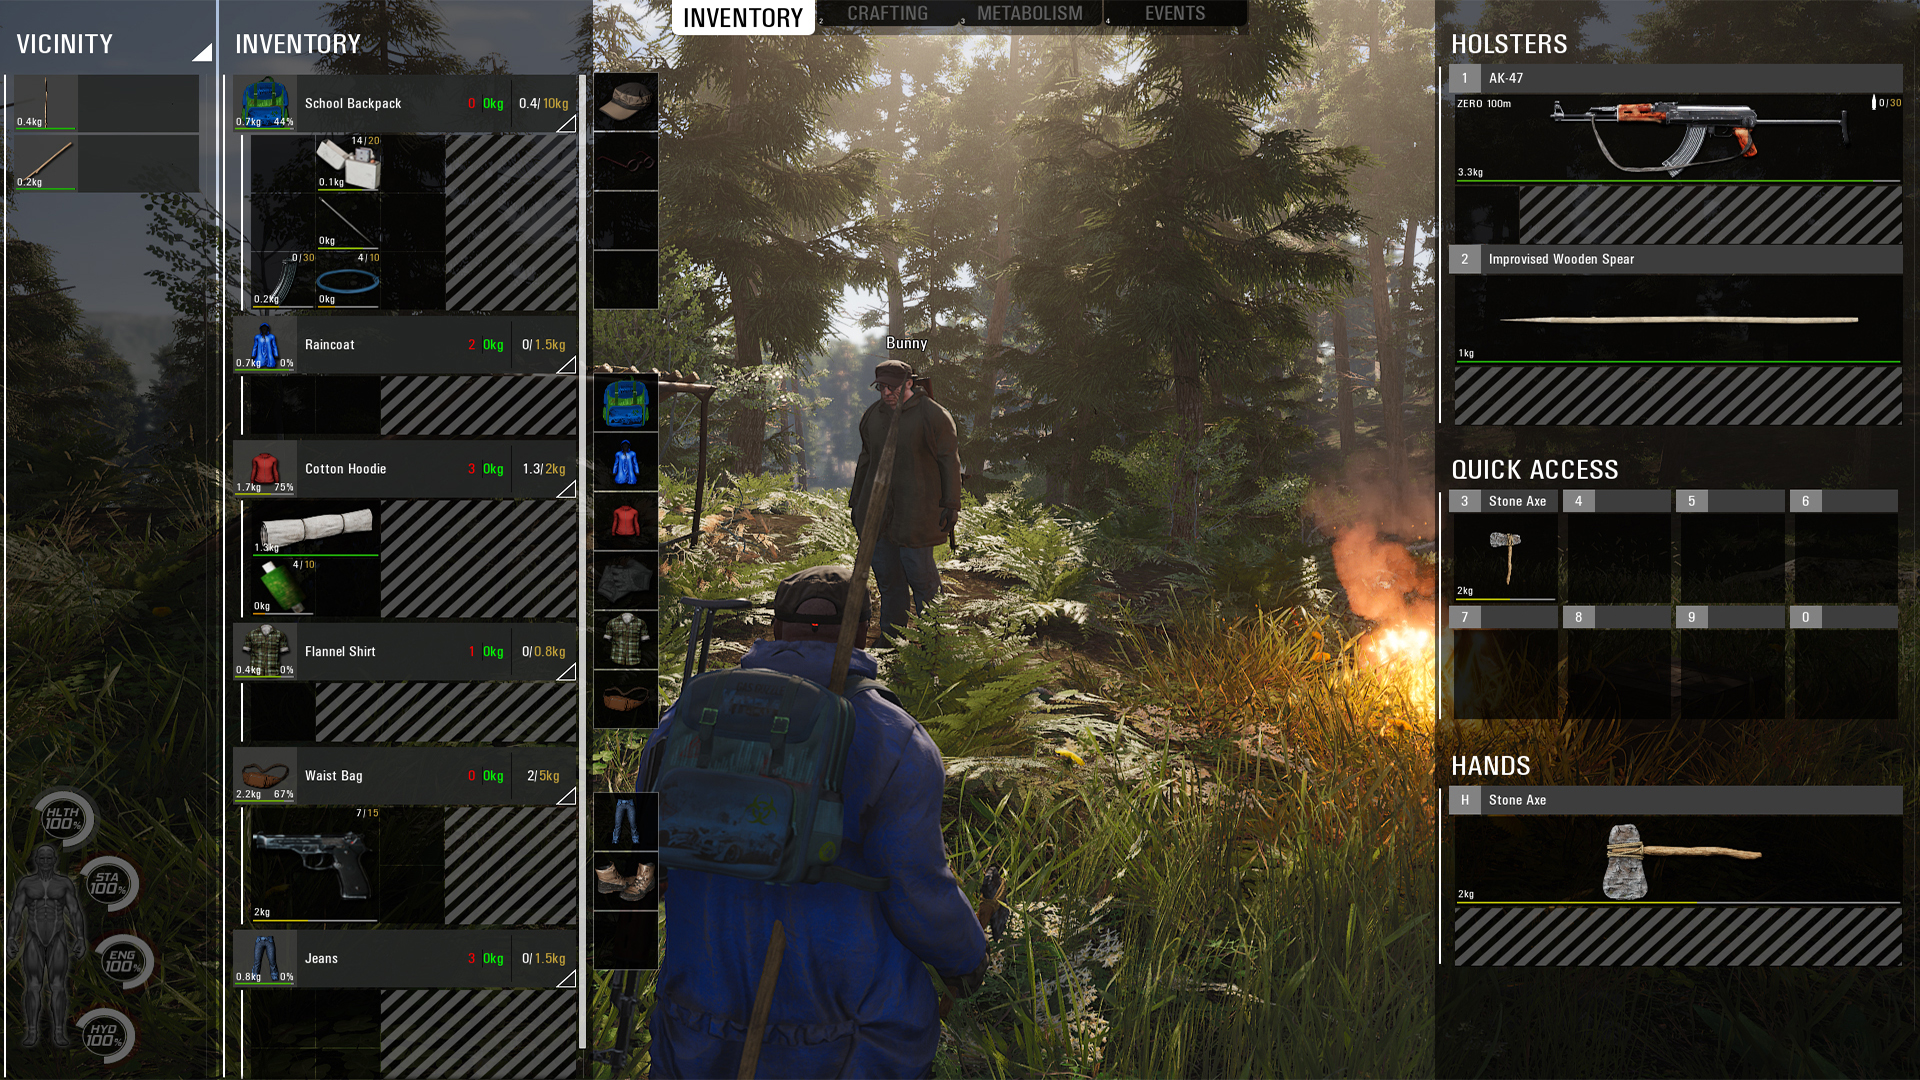 INVENTORY
2 CRAFTING
3 METABOLISM
4 EVENTS
VICINITY
0.4kg
0.2kg
INVENTORY
School Backpack 0 0kg 0.4/10kg
0.7kg 44%
14/20
0.1kg
0kg
0/30
0.2kg
4/10
0kg
Raincoat 2 0kg 0/1.5kg
0.7kg 0%
Cotton Hoodie 3 0kg 1.3/2kg
1.7kg 75%
1.3kg
4/10
0kg
Flannel Shirt 1 0kg 0/0.8kg
0.4kg 0%
Waist Bag 0 0kg 2/5kg
2.2kg 67%
7/15
2kg
Jeans 3 0kg 0/1.5kg
0.8kg 0%
HLTH
100%
STA
100%
ENG
100%
HYD
100%
Bunny
HOLSTERS
1 AK-47
ZERO 100m
0/30
3.3kg
2 Improvised Wooden Spear
1kg
QUICK ACCESS
3 Stone Axe 4 5 6
2kg
7 8 9 0
HANDS
H Stone Axe
2kg